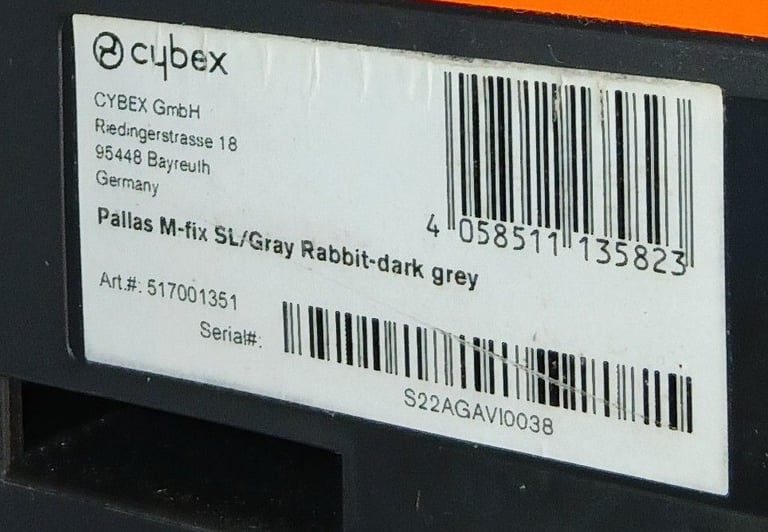 cybex
CYBEX GmbH
Riedingerstrasse 18
95448 Bayreuth
Germany
Pallas M-fix SL/Gray Rabbit-dark grey
Art.#: 517001351
Serial#:
4 058511 135823
S22AGAVI0038